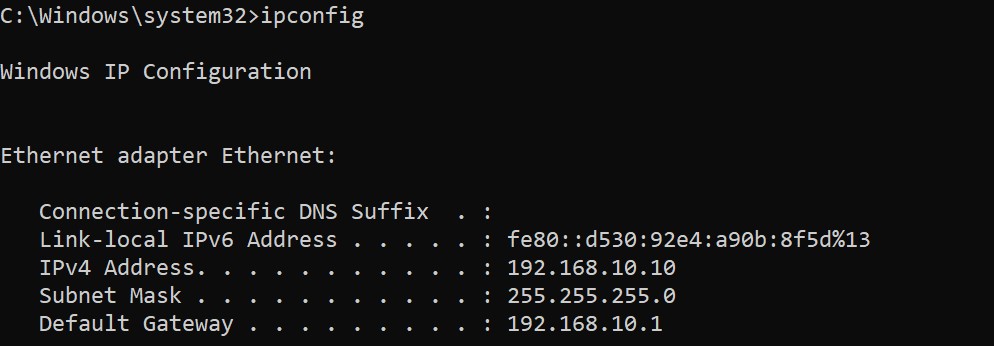 C:\Windows\system32>ipconfig
Windows IP Configuration
Ethernet adapter Ethernet:
Connection-specific DNS Suffix  . :
Link-local IPv6 Address . . . . . : fe80::d530:92e4:a90b:8f5d%13
IPv4 Address. . . . . . . . . . . : 192.168.10.10
Subnet Mask . . . . . . . . . . . : 255.255.255.0
Default Gateway . . . . . . . . . : 192.168.10.1